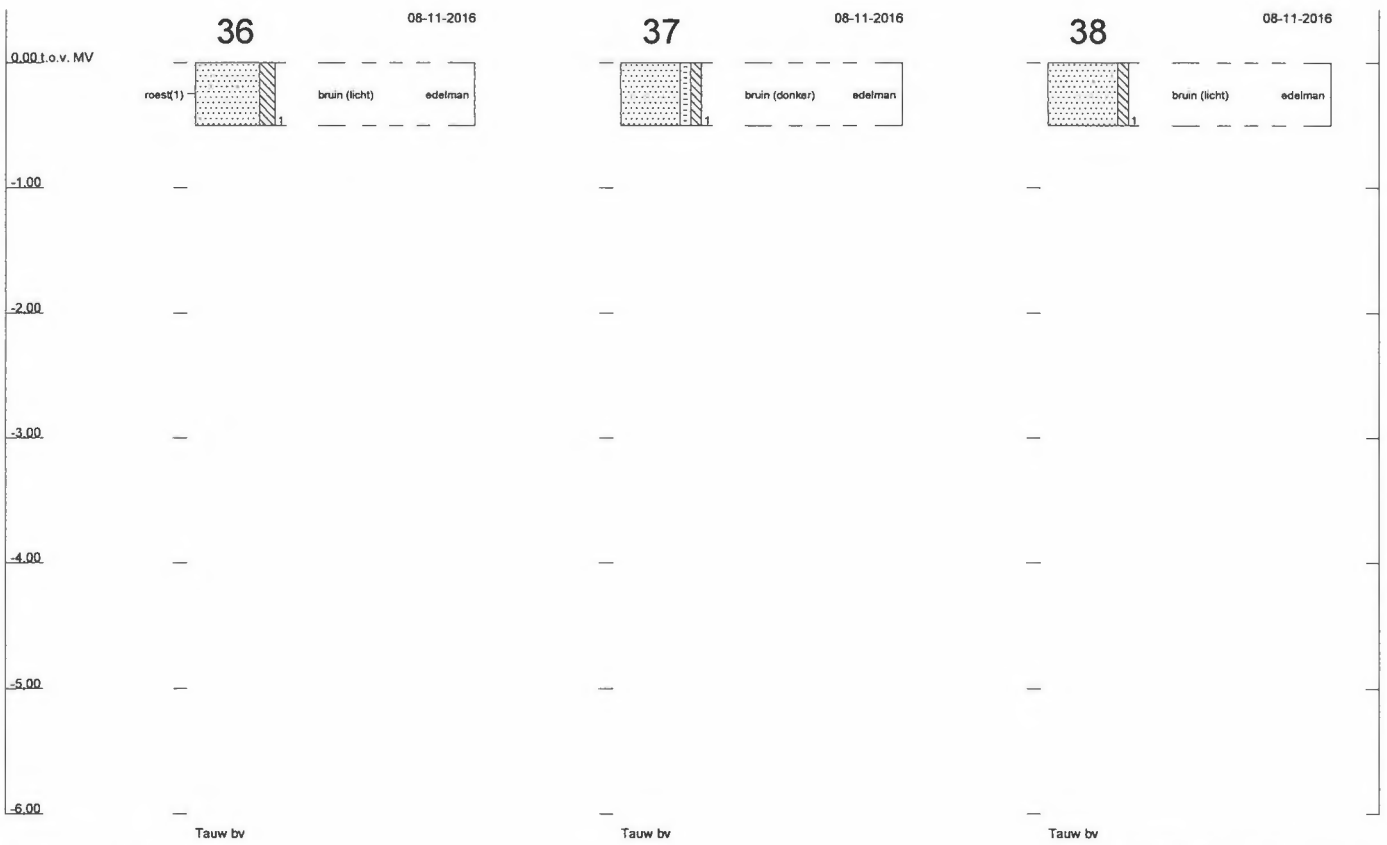 36 08-11-2016 37 08-11-2016 38 08-11-2016
0.00 t.o.v. MV
roest(1) 1 bruin (licht) edelman 1 bruin (donker) edelman 1 bruin (licht) edelman
-1.00
-2.00
-3.00
-4.00
-5.00
-6.00
Tauw bv Tauw bv Tauw bv